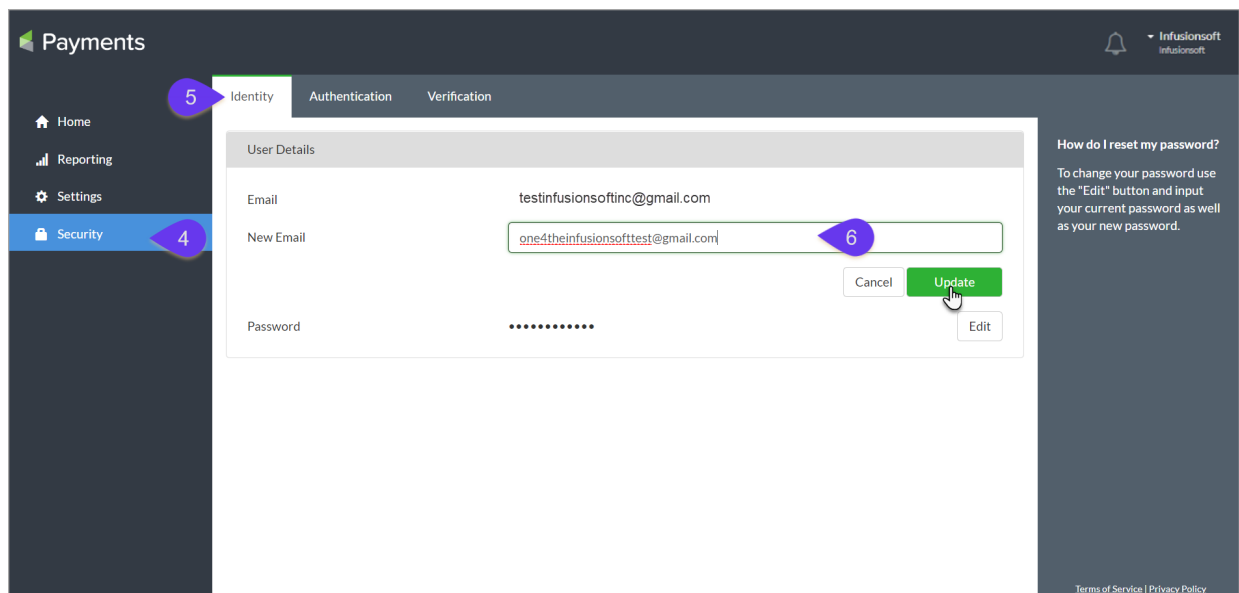 Payments
Infusionsoft
Infusionsoft
5
Identity
Authentication
Verification
Home
Reporting
Settings
Security
4
User Details
Email
testinfusionsoftinc@gmail.com
New Email
one4theinfusionsofttest@gmail.com
6
Cancel
Update
Password
••••••••••••
Edit
How do I reset my password?
To change your password use
the "Edit" button and input
your current password as well
as your new password.
Terms of Service | Privacy Policy